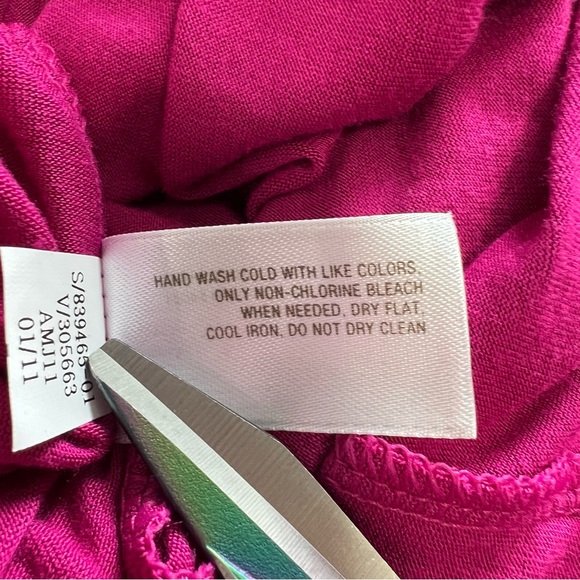 HAND WASH COLD WITH LIKE COLORS,
ONLY NON-CHLORINE BLEACH
WHEN NEEDED, DRY FLAT,
COOL IRON, DO NOT DRY CLEAN
V/305663
AMJ11
01/11